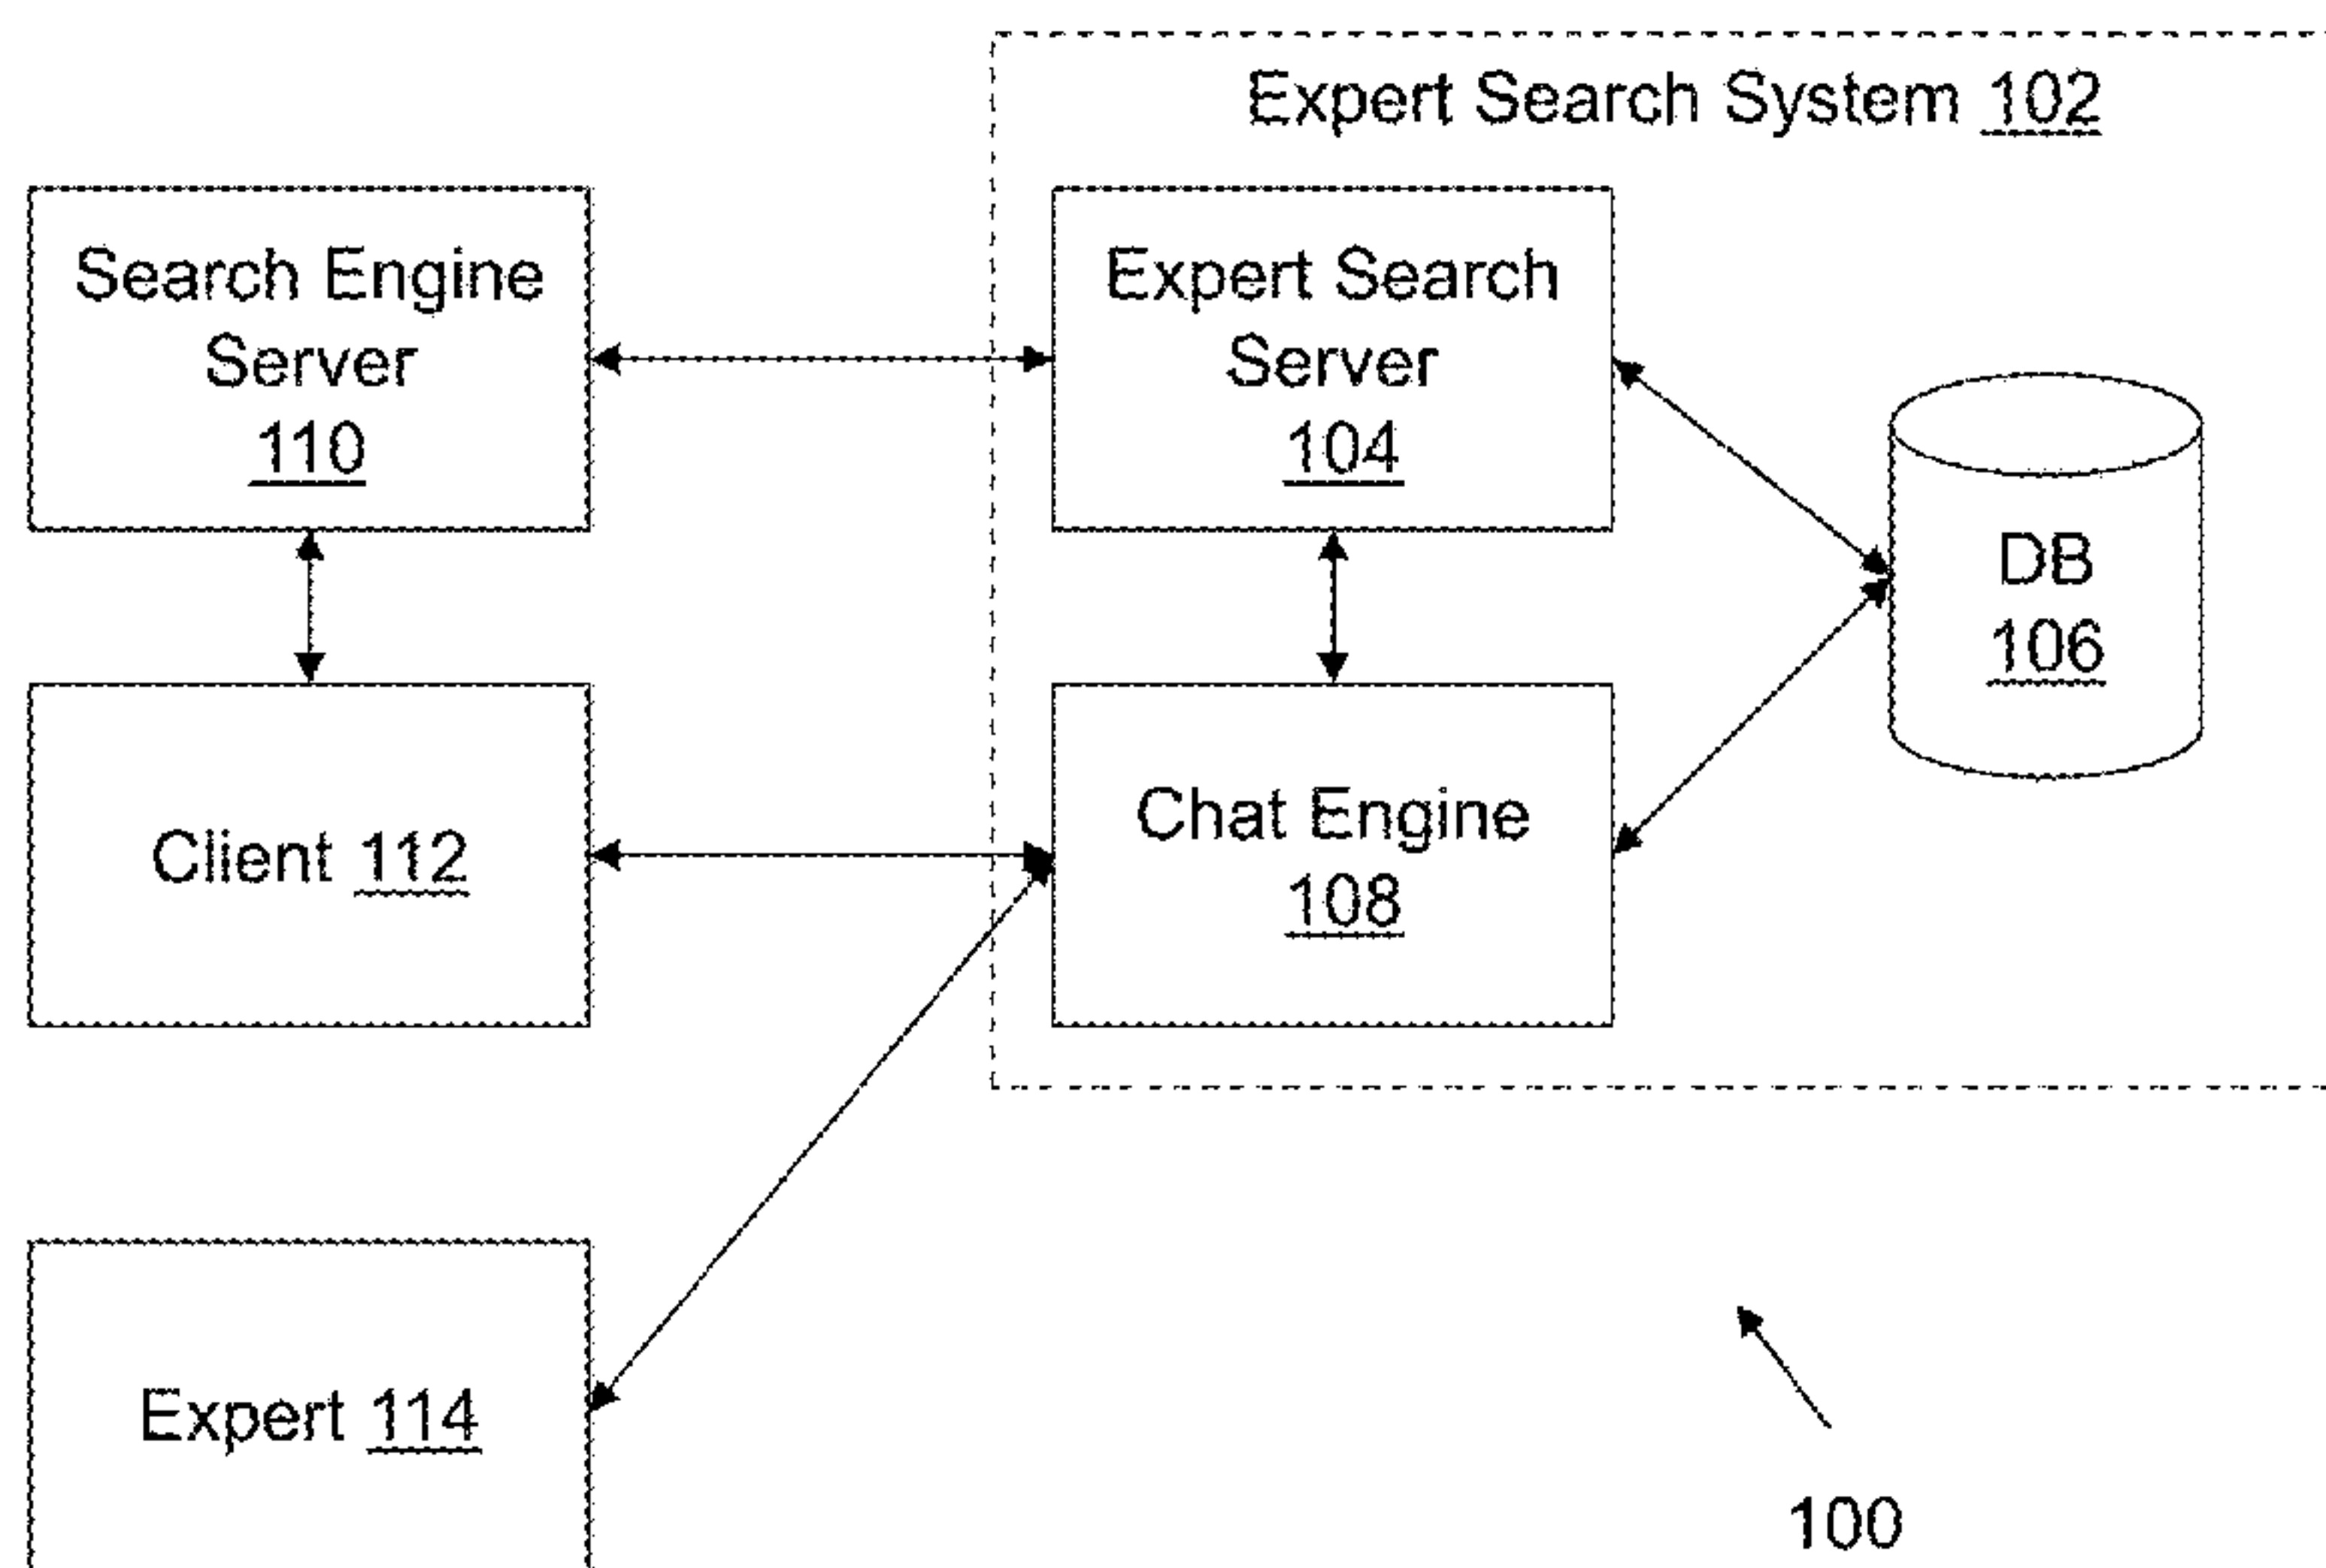 Expert Search System 102
Search Engine
Server
110
Expert Search
Server
104
DB
106
Client 112
Chat Engine
108
Expert 114
100